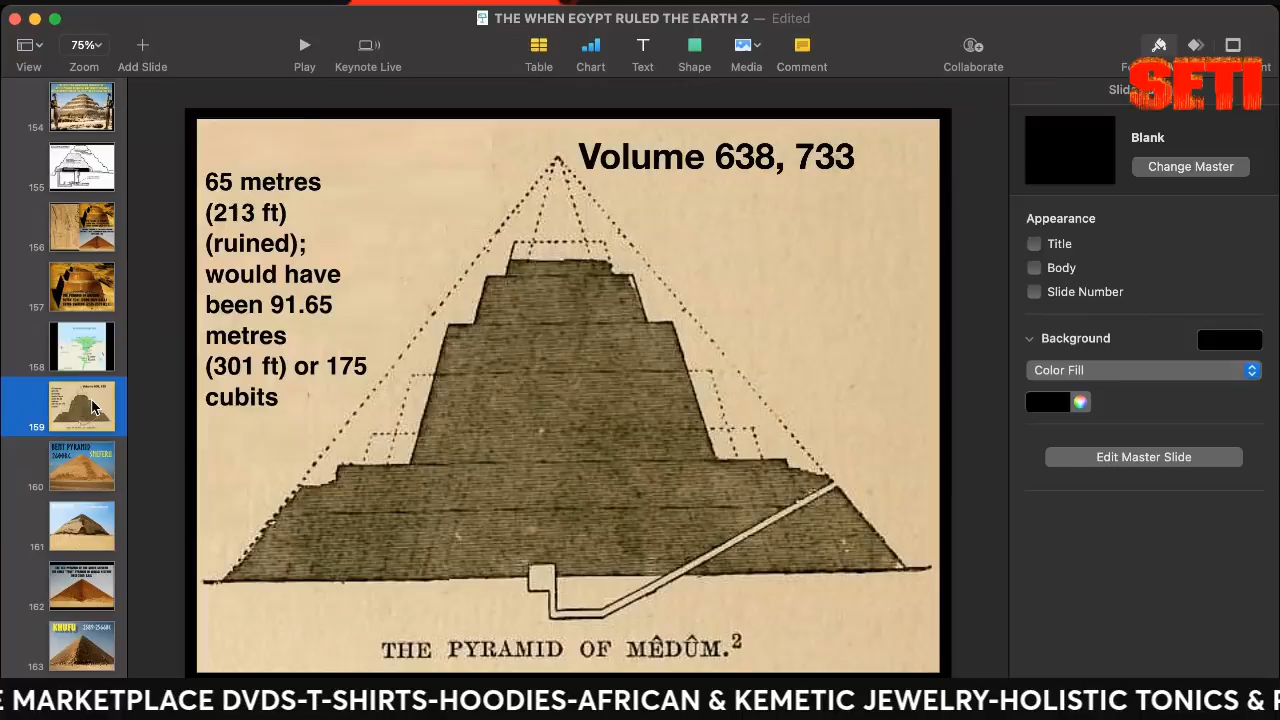 THE WHEN EGYPT RULED THE EARTH 2 — Edited
75%
View
Zoom
Add Slide
Play
Keynote Live
Table
Chart
Text
Shape
Media
Comment
Collaborate
SETI
154
155
156
157
158
159
160
161
162
163
BENT PYRAMID
SNEFERU
KHUFU
Volume 638, 733
65 metres
(213 ft)
(ruined);
would have
been 91.65
metres
(301 ft) or 175
cubits
THE PYRAMID OF MÊDÛM.²
Blank
Change Master
Appearance
Title
Body
Slide Number
Background
Color Fill
Edit Master Slide
E MARKETPLACE DVDS-T-SHIRTS-HOODIES-AFRICAN & KEMETIC JEWELRY-HOLISTIC TONICS &